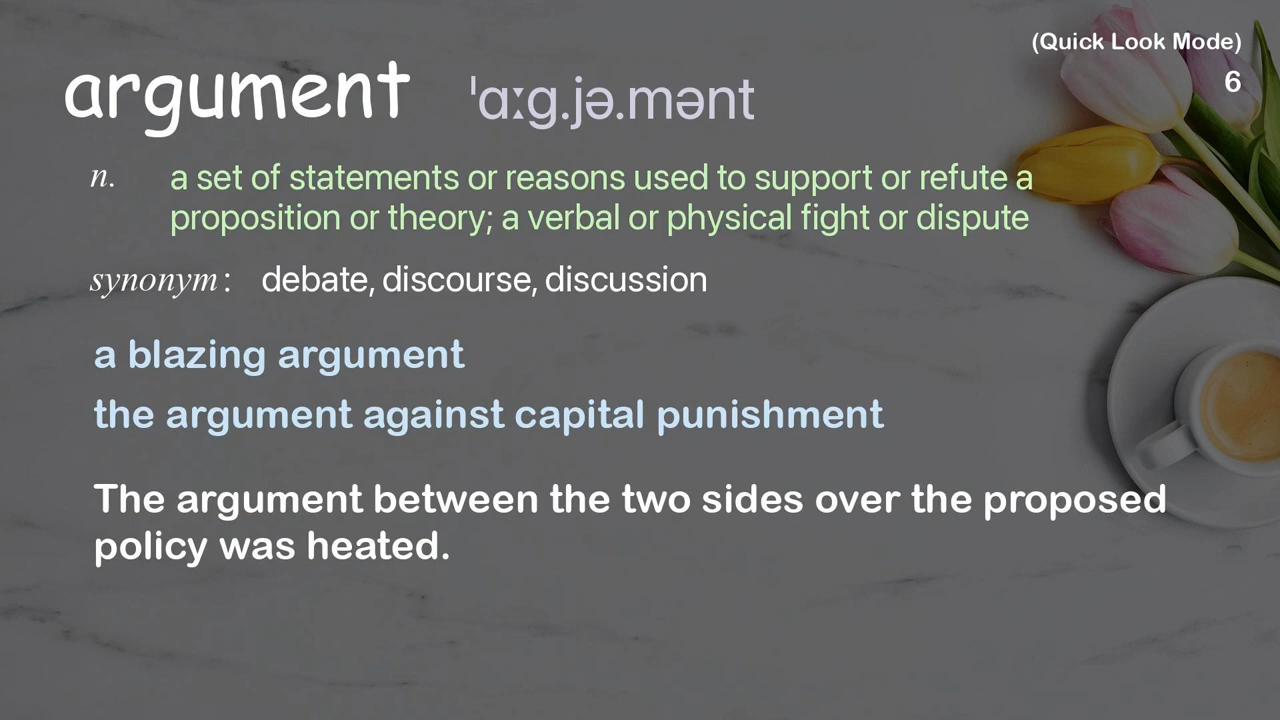 (Quick Look Mode)
argument ˈɑːɡ.jə.mənt
6
n. a set of statements or reasons used to support or refute a
proposition or theory; a verbal or physical fight or dispute
synonym: debate, discourse, discussion
a blazing argument
the argument against capital punishment
The argument between the two sides over the proposed
policy was heated.